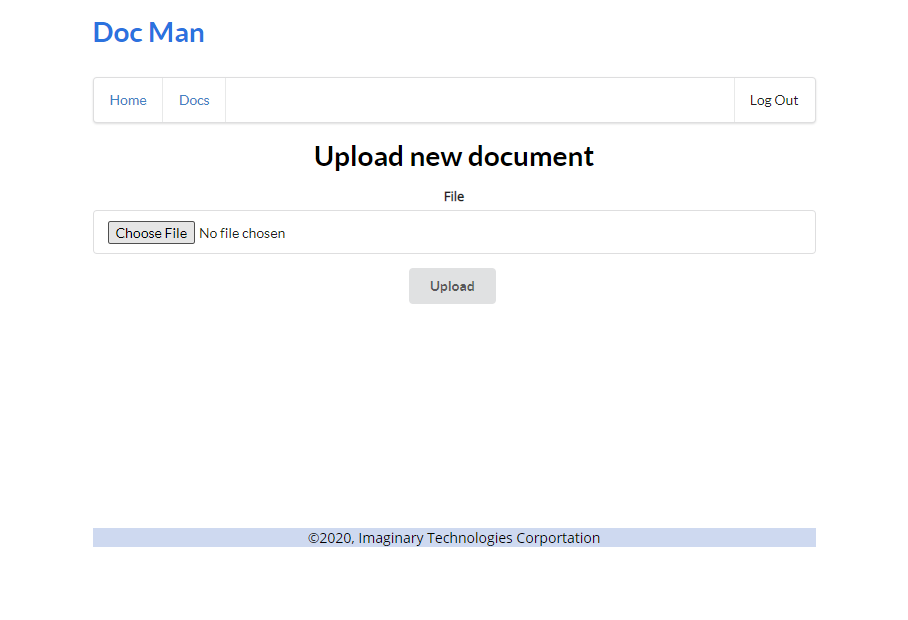 Doc Man
Home Docs Log Out
Upload new document
File
Choose File No file chosen
Upload
©2020, Imaginary Technologies Corportation